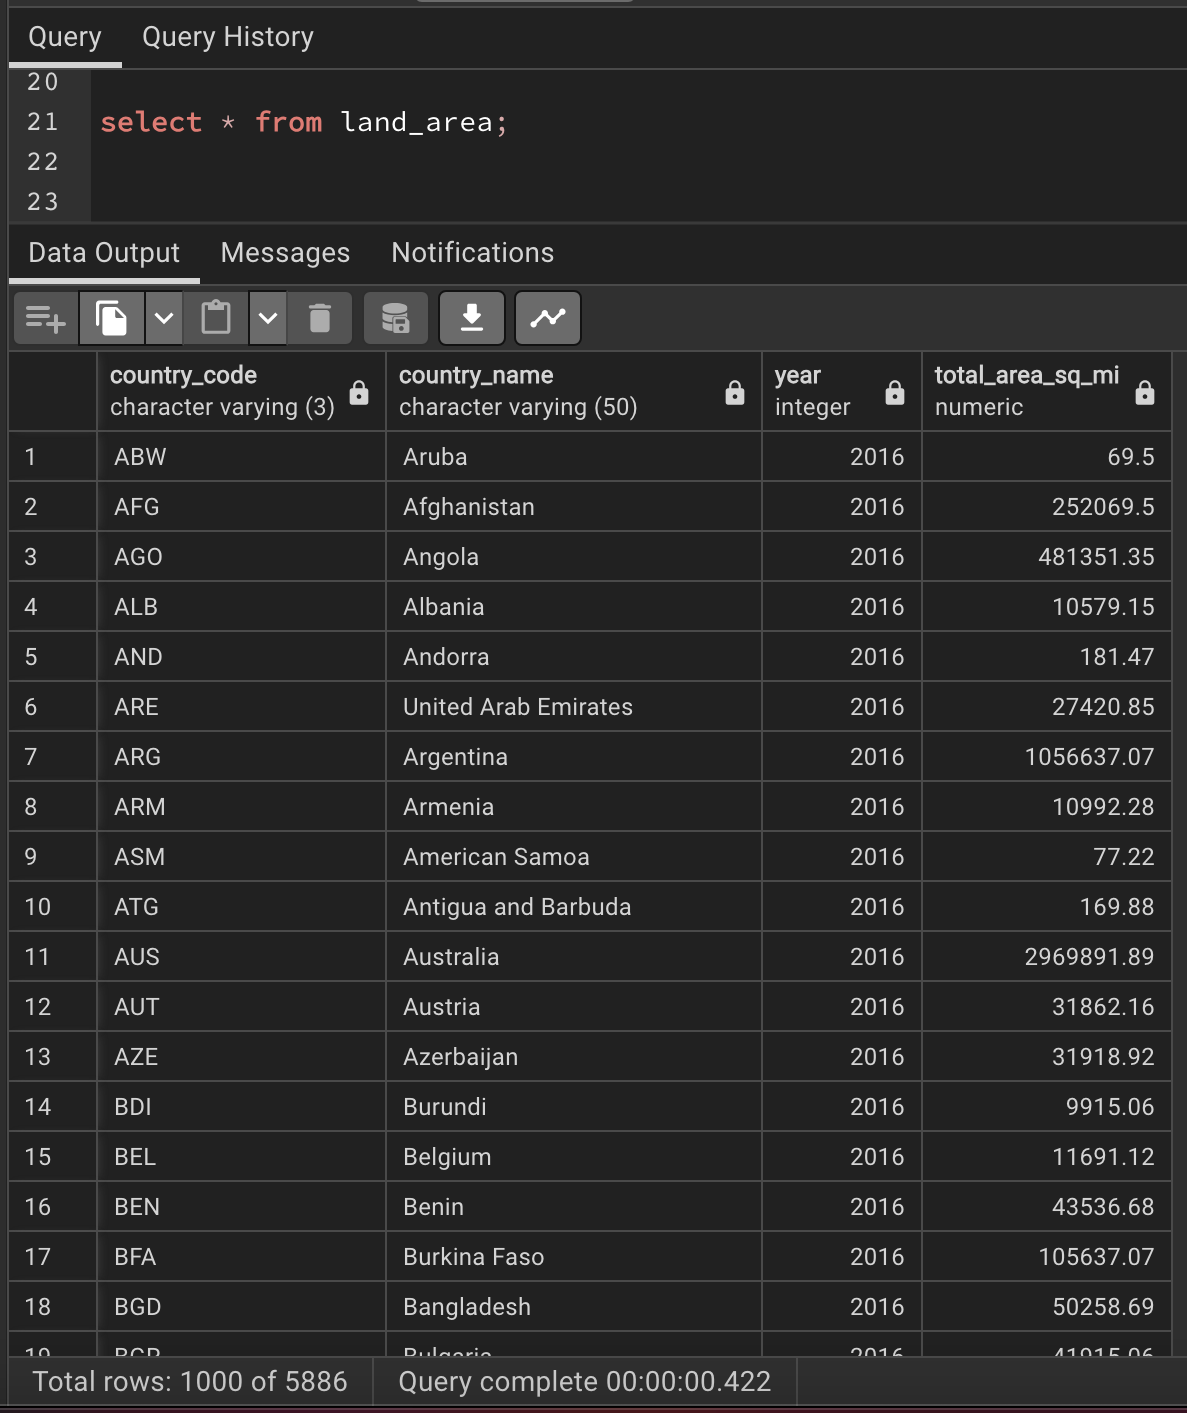 Query Query History
20
21 select * from land_area;
22
23
Data Output Messages Notifications
country_code country_name year total_area_sq_mi
character varying (3) character varying (50) integer numeric
1 ABW Aruba 2016 69.5
2 AFG Afghanistan 2016 252069.5
3 AGO Angola 2016 481351.35
4 ALB Albania 2016 10579.15
5 AND Andorra 2016 181.47
6 ARE United Arab Emirates 2016 27420.85
7 ARG Argentina 2016 1056637.07
8 ARM Armenia 2016 10992.28
9 ASM American Samoa 2016 77.22
10 ATG Antigua and Barbuda 2016 169.88
11 AUS Australia 2016 2969891.89
12 AUT Austria 2016 31862.16
13 AZE Azerbaijan 2016 31918.92
14 BDI Burundi 2016 9915.06
15 BEL Belgium 2016 11691.12
16 BEN Benin 2016 43536.68
17 BFA Burkina Faso 2016 105637.07
18 BGD Bangladesh 2016 50258.69
19 BGR Bulgaria 2016 41915.06
Total rows: 1000 of 5886 Query complete 00:00:00.422